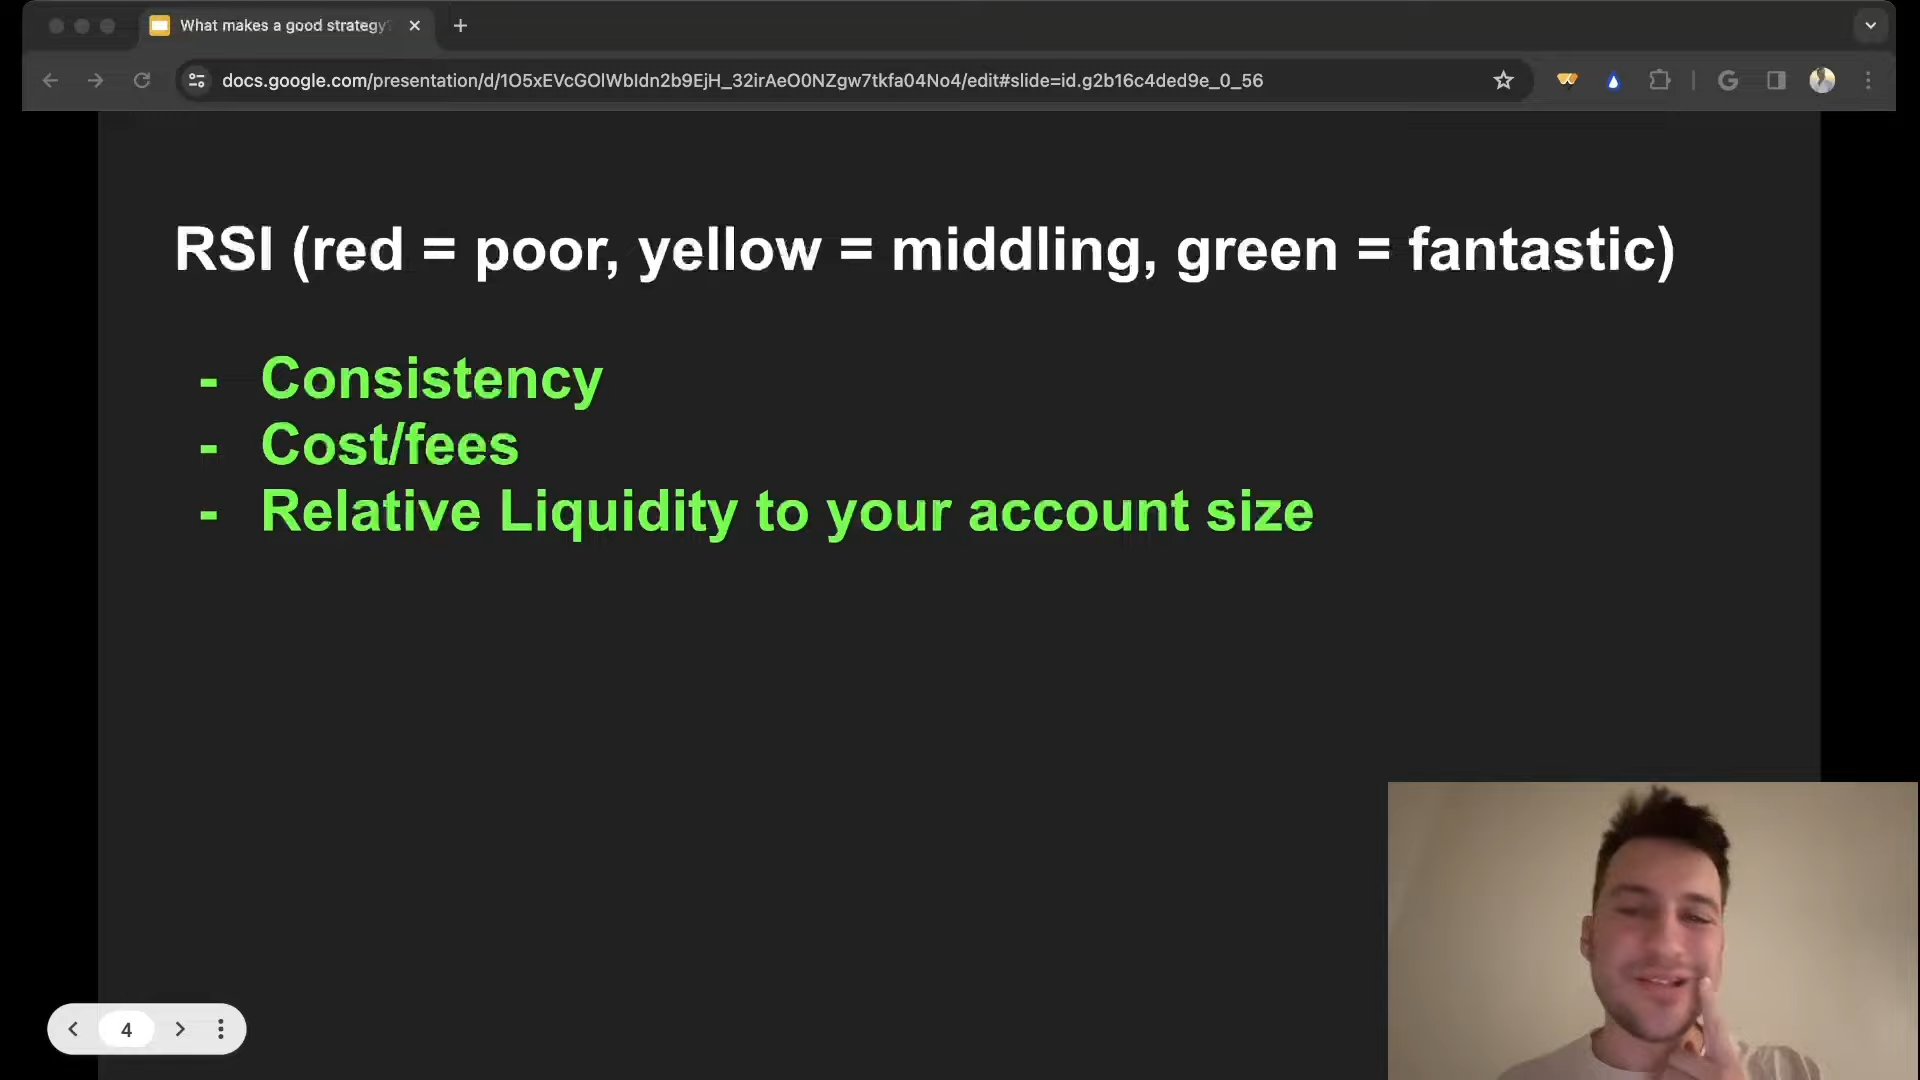 What makes a good strategy
docs.google.com/presentation/d/1O5xEVcGOlWbIdn2b9EjH_32irAeO0NZgw7tkfa04No4/edit#slide=id.g2b16c4ded9e_0_56
RSI (red = poor, yellow = middling, green = fantastic)
- Consistency
- Cost/fees
- Relative Liquidity to your account size
4